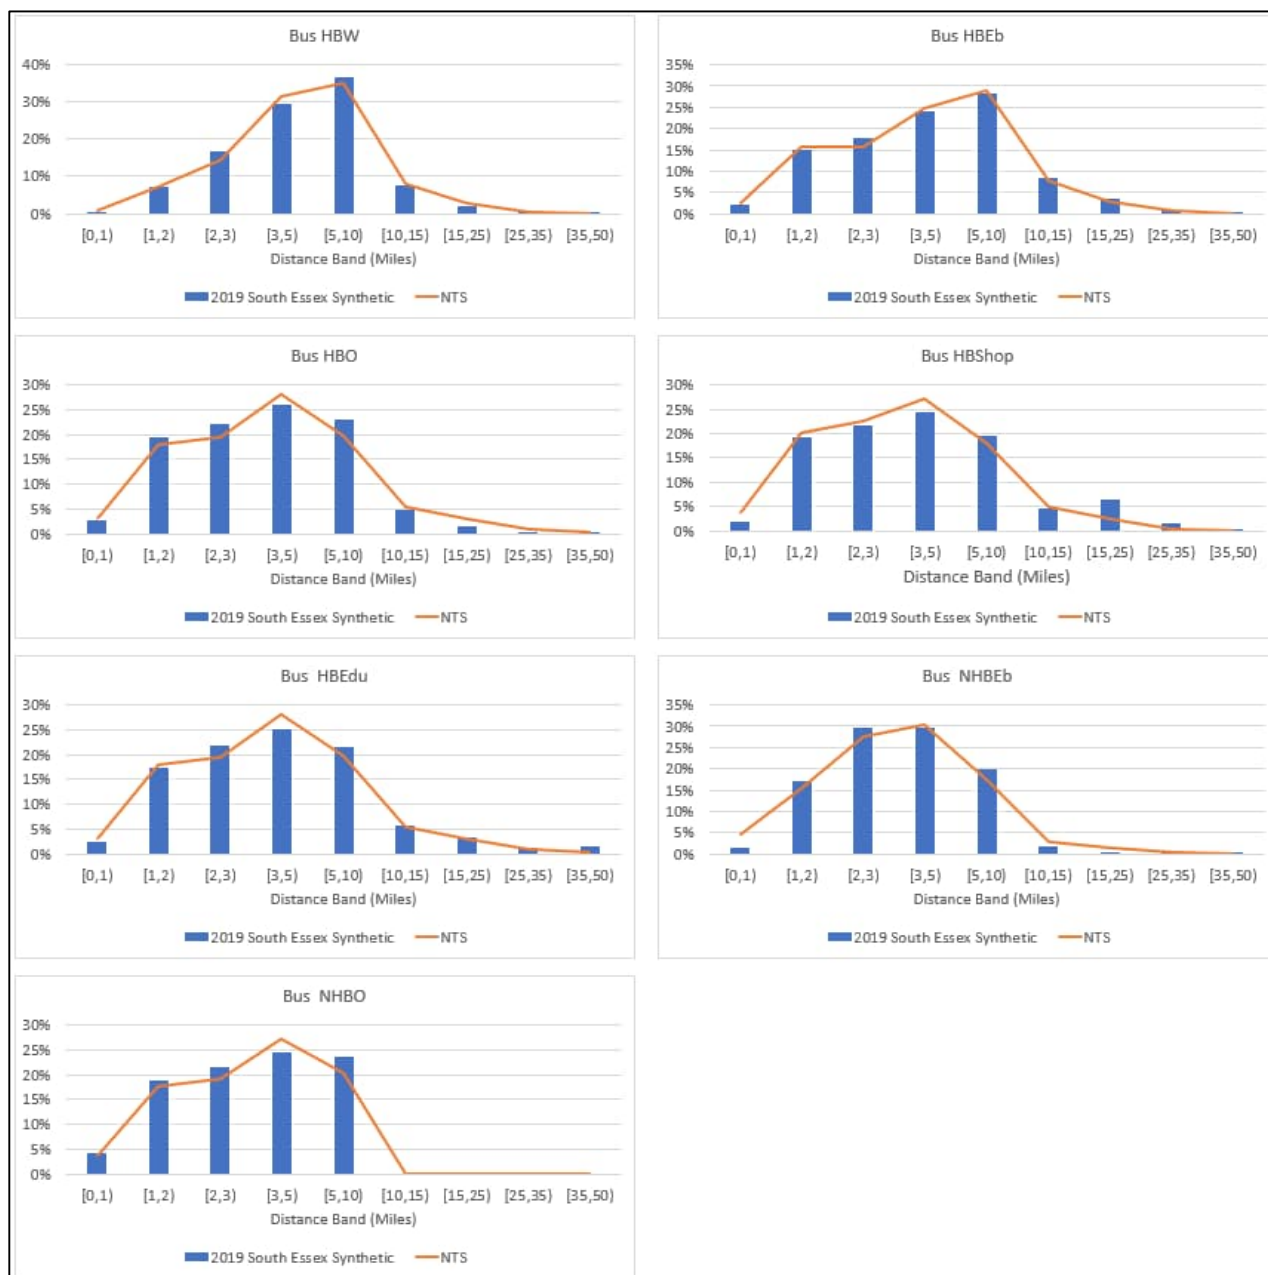 Bus HBW
40%
30%
20%
10%
0%
[0,1) [1,2) [2,3) [3,5) [5,10) [10,15) [15,25) [25,35) [35,50)
Distance Band (Miles)
2019 South Essex Synthetic NTS
Bus HBEb
35%
30%
25%
20%
15%
10%
5%
0%
[0,1) [1,2) [2,3) [3,5) [5,10) [10,15) [15,25) [25,35) [35,50)
Distance Band (Miles)
2019 South Essex Synthetic NTS
Bus HBO
30%
25%
20%
15%
10%
5%
0%
[0,1) [1,2) [2,3) [3,5) [5,10) [10,15) [15,25) [25,35) [35,50)
Distance Band (Miles)
2019 South Essex Synthetic NTS
Bus HBShop
30%
25%
20%
15%
10%
5%
0%
[0,1) [1,2) [2,3) [3,5) [5,10) [10,15) [15,25) [25,35) [35,50)
Distance Band (Miles)
2019 South Essex Synthetic NTS
Bus HBEdu
30%
25%
20%
15%
10%
5%
0%
[0,1) [1,2) [2,3) [3,5) [5,10) [10,15) [15,25) [25,35) [35,50)
Distance Band (Miles)
2019 South Essex Synthetic NTS
Bus NHBEb
35%
30%
25%
20%
15%
10%
5%
0%
[0,1) [1,2) [2,3) [3,5) [5,10) [10,15) [15,25) [25,35) [35,50)
Distance Band (Miles)
2019 South Essex Synthetic NTS
Bus NHBO
30%
25%
20%
15%
10%
5%
0%
[0,1) [1,2) [2,3) [3,5) [5,10) [10,15) [15,25) [25,35) [35,50)
Distance Band (Miles)
2019 South Essex Synthetic NTS